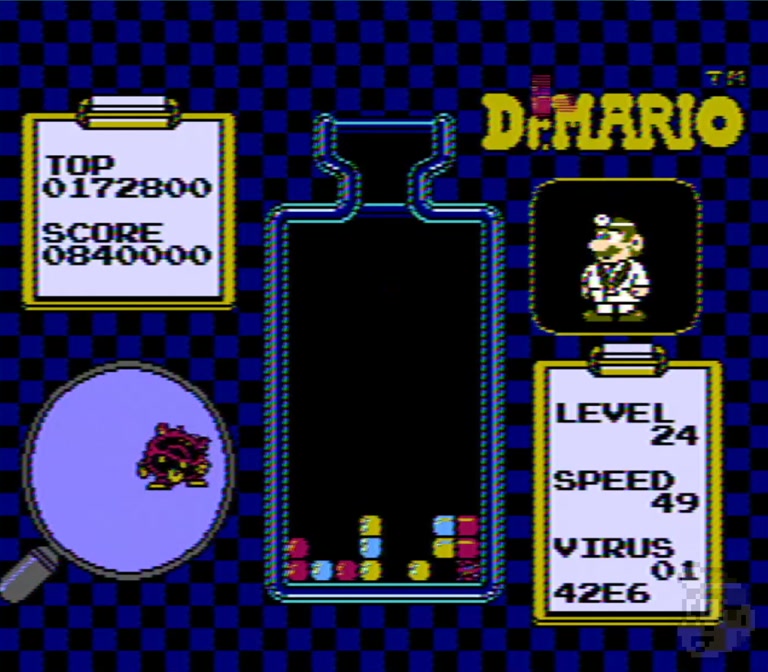 TM
Dr. MARIO
TOP
0172800
SCORE
0840000
LEVEL
24
SPEED
49
VIRUS
01
42E6